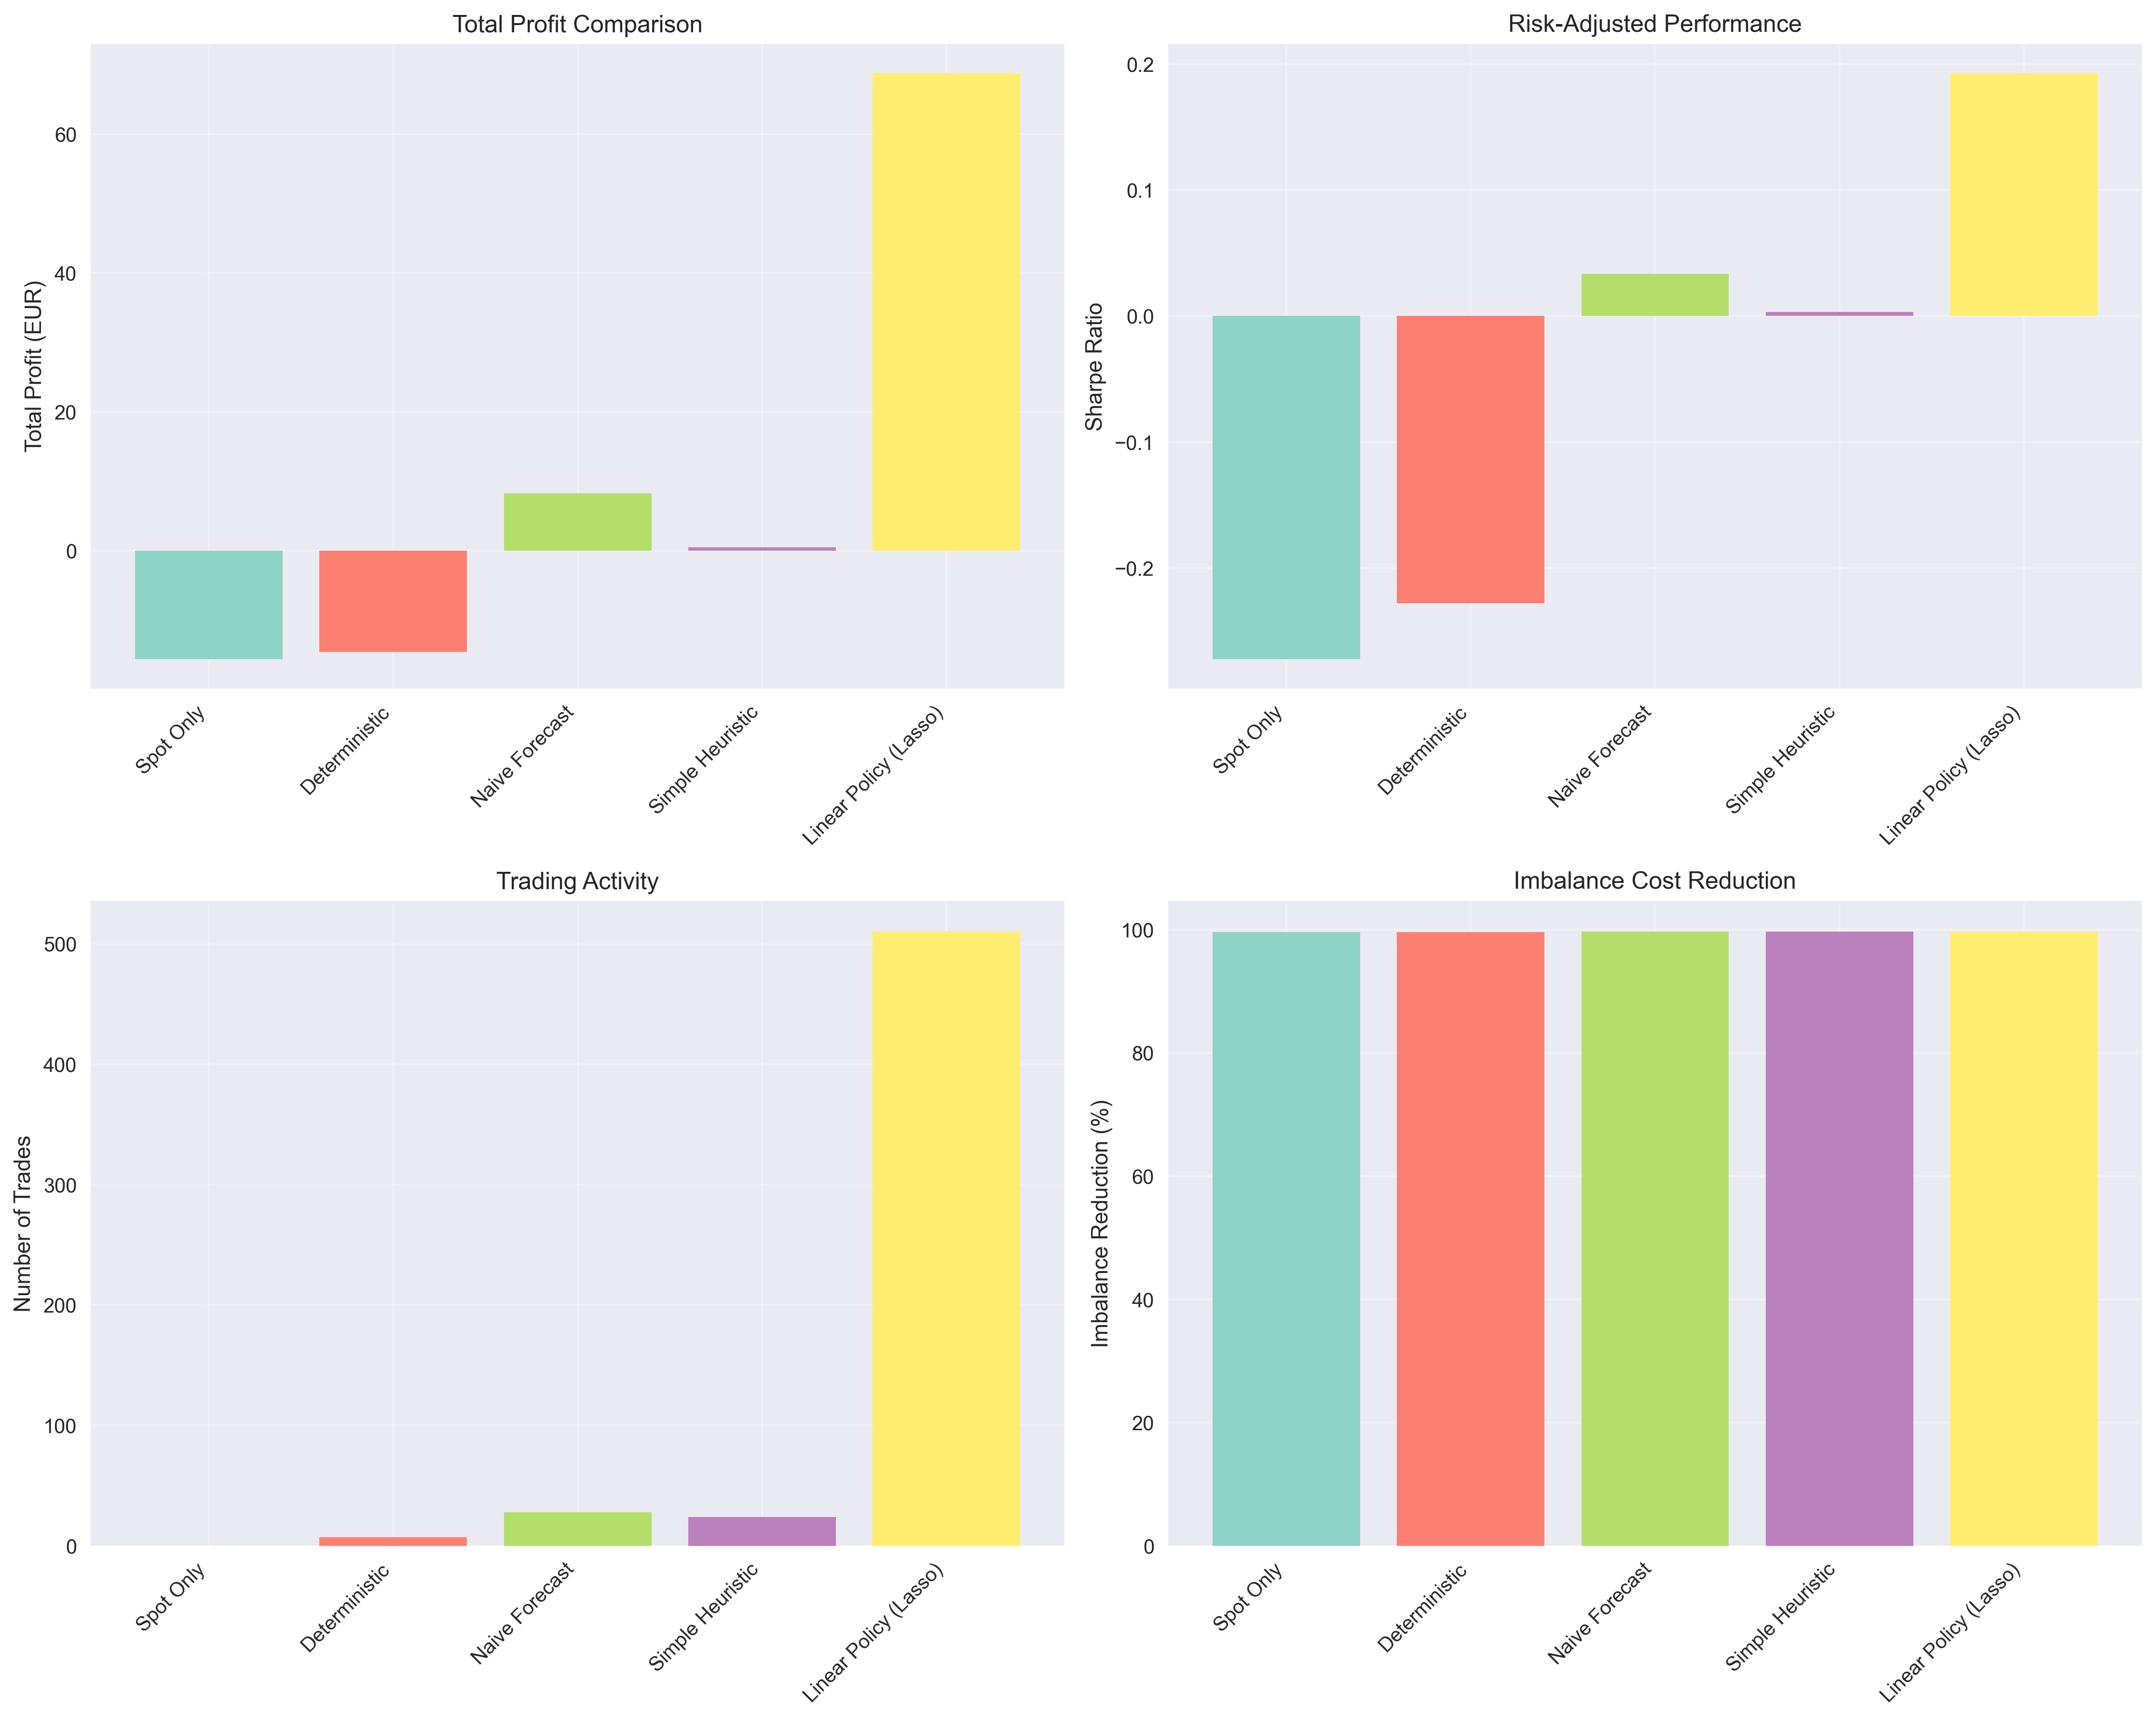 Total Profit Comparison
Total Profit (EUR)
60
40
20
0
Spot Only
Deterministic
Naive Forecast
Simple Heuristic
Linear Policy (Lasso)
Risk-Adjusted Performance
Sharpe Ratio
0.2
0.1
0.0
−0.1
−0.2
Spot Only
Deterministic
Naive Forecast
Simple Heuristic
Linear Policy (Lasso)
Trading Activity
Number of Trades
500
400
300
200
100
0
Spot Only
Deterministic
Naive Forecast
Simple Heuristic
Linear Policy (Lasso)
Imbalance Cost Reduction
Imbalance Reduction (%)
100
80
60
40
20
0
Spot Only
Deterministic
Naive Forecast
Simple Heuristic
Linear Policy (Lasso)